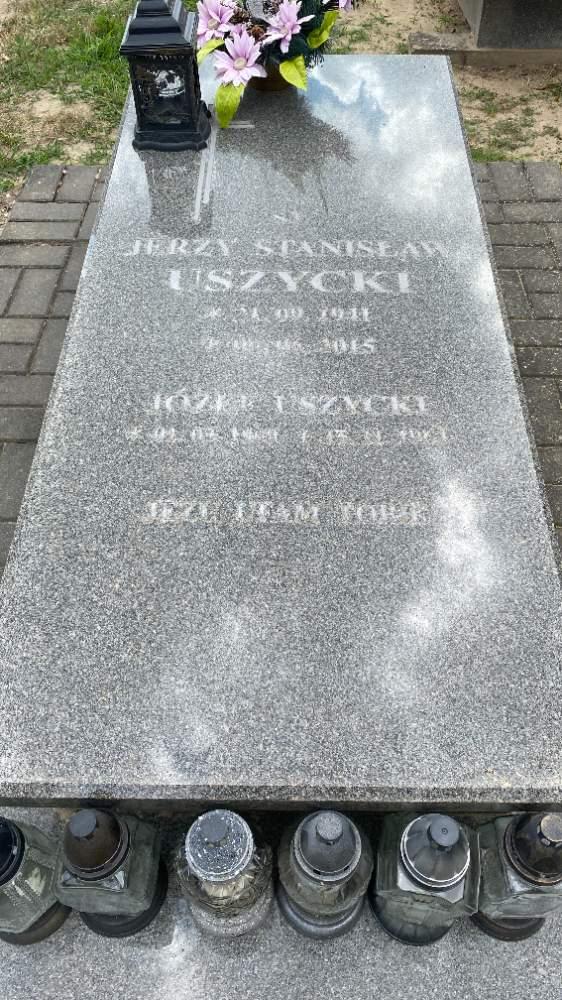 Ś.P.
JERZY STANISŁAW
USZYCKI
* 21 09 1941
2015
JÓZEF USZYCKI
JEZU UFAM TOBIE